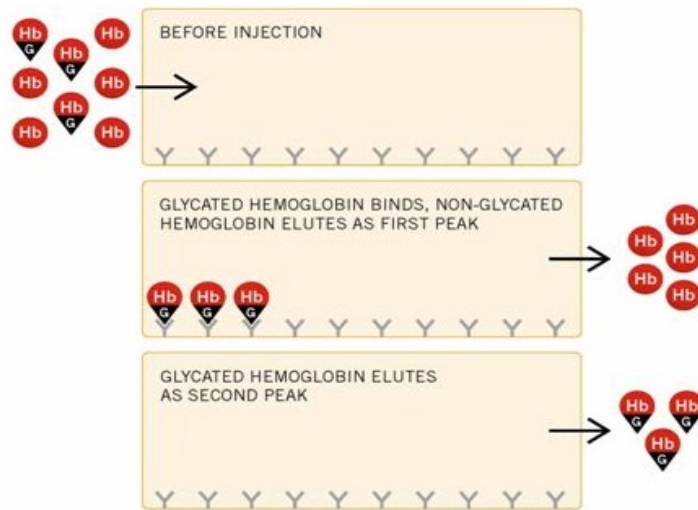 Hb
G
Hb
G
Hb
Hb
Hb
Hb
G
Hb
Hb
BEFORE INJECTION
GLYCATED HEMOGLOBIN BINDS, NON-GLYCATED
HEMOGLOBIN ELUTES AS FIRST PEAK
Hb
G
Hb
G
Hb
G
Hb
Hb
Hb
Hb
Hb
GLYCATED HEMOGLOBIN ELUTES
AS SECOND PEAK
Hb
G
Hb
G
Hb
G